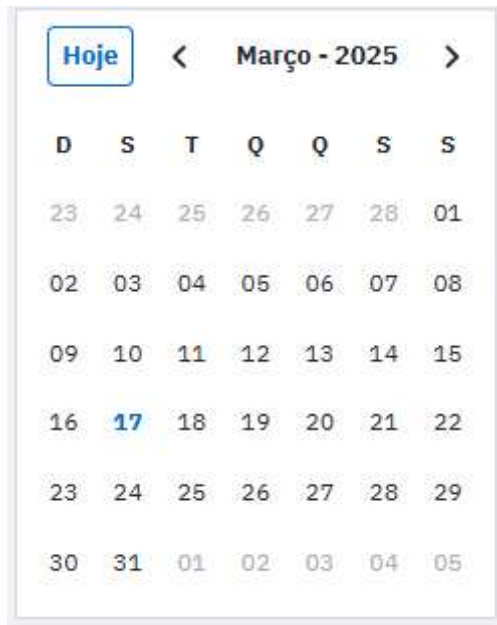 Hoje < Março - 2025 >
D S T Q Q S S
23 24 25 26 27 28 01
02 03 04 05 06 07 08
09 10 11 12 13 14 15
16 17 18 19 20 21 22
23 24 25 26 27 28 29
30 31 01 02 03 04 05